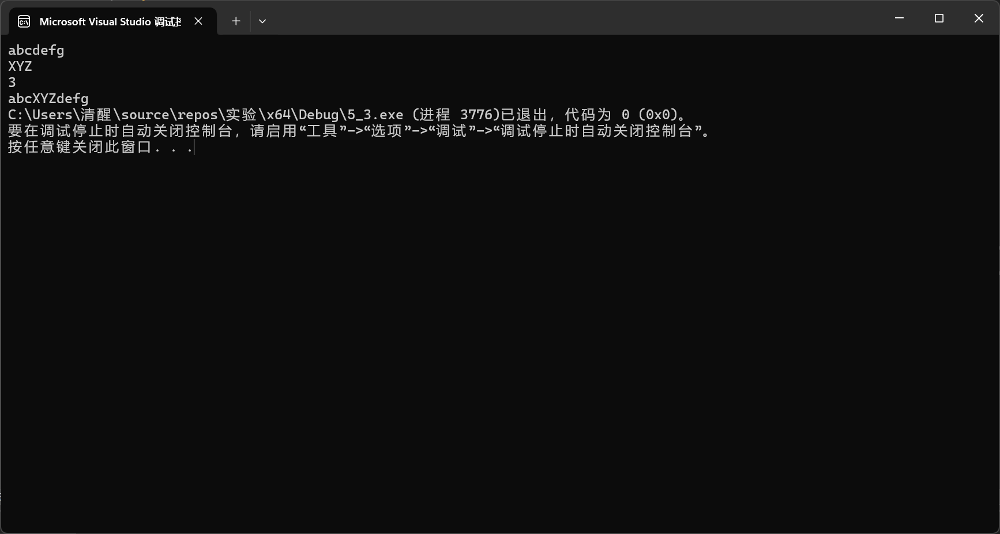 Microsoft Visual Studio 调试
abcdefg
XYZ
3
abcXYZdefg
C:\Users\清醒\source\repos\实验\x64\Debug\5_3.exe (进程 3776)已退出，代码为 0 (0x0)。
要在调试停止时自动关闭控制台，请启用“工具”->“选项”->“调试”->“调试停止时自动关闭控制台”。
按任意键关闭此窗口. . .